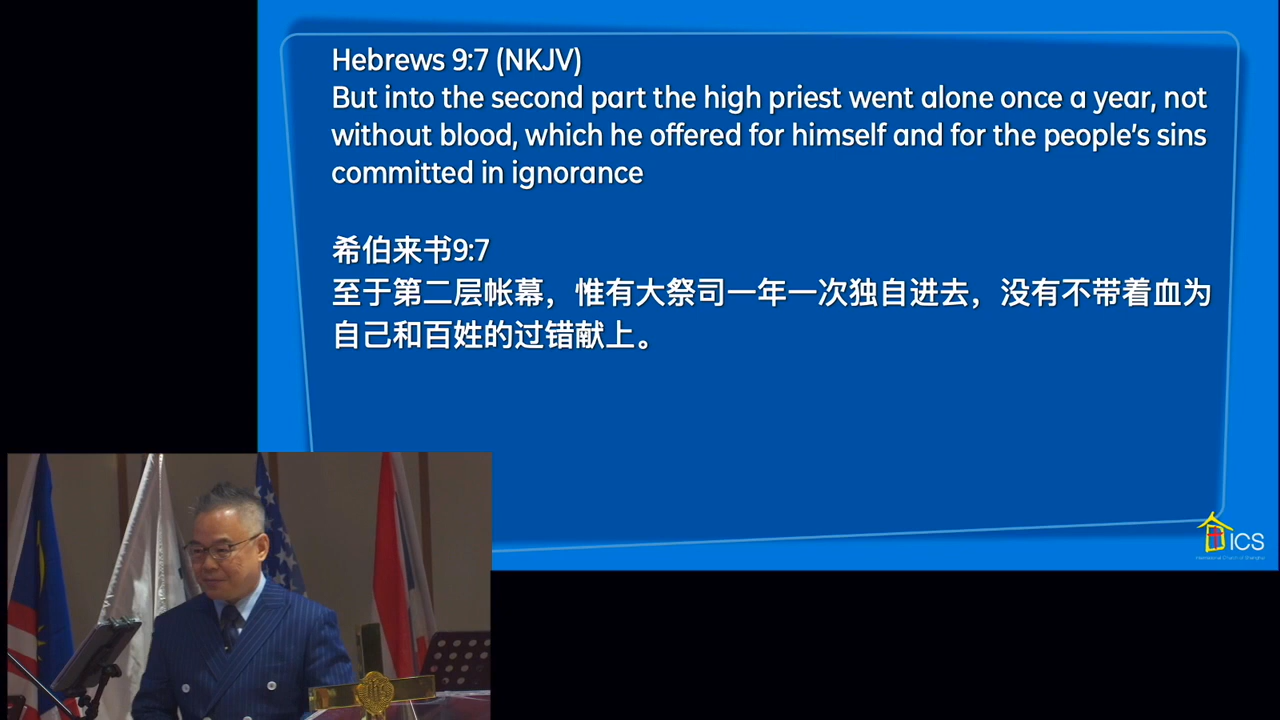 Hebrews 9:7 (NKJV)
But into the second part the high priest went alone once a year, not
without blood, which he offered for himself and for the people’s sins
committed in ignorance
希伯来书9:7
至于第二层帐幕，惟有大祭司一年一次独自进去，没有不带着血为
自己和百姓的过错献上。
ICS
International Church of Shanghai